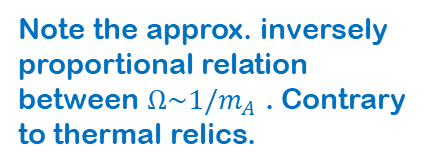 Note the approx. inversely
proportional relation
between Ω~1/m_A . Contrary
to thermal relics.